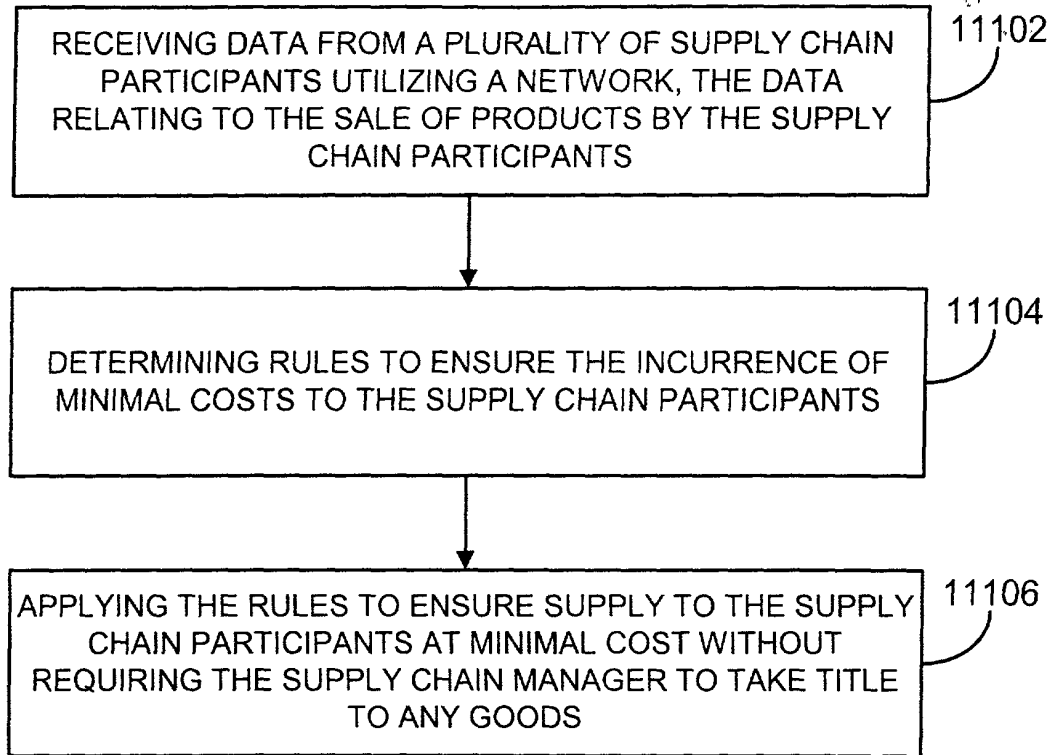 RECEIVING DATA FROM A PLURALITY OF SUPPLY CHAIN
PARTICIPANTS UTILIZING A NETWORK, THE DATA
RELATING TO THE SALE OF PRODUCTS BY THE SUPPLY
CHAIN PARTICIPANTS
11102
DETERMINING RULES TO ENSURE THE INCURRENCE OF
MINIMAL COSTS TO THE SUPPLY CHAIN PARTICIPANTS
11104
APPLYING THE RULES TO ENSURE SUPPLY TO THE SUPPLY
CHAIN PARTICIPANTS AT MINIMAL COST WITHOUT
REQUIRING THE SUPPLY CHAIN MANAGER TO TAKE TITLE
TO ANY GOODS
11106